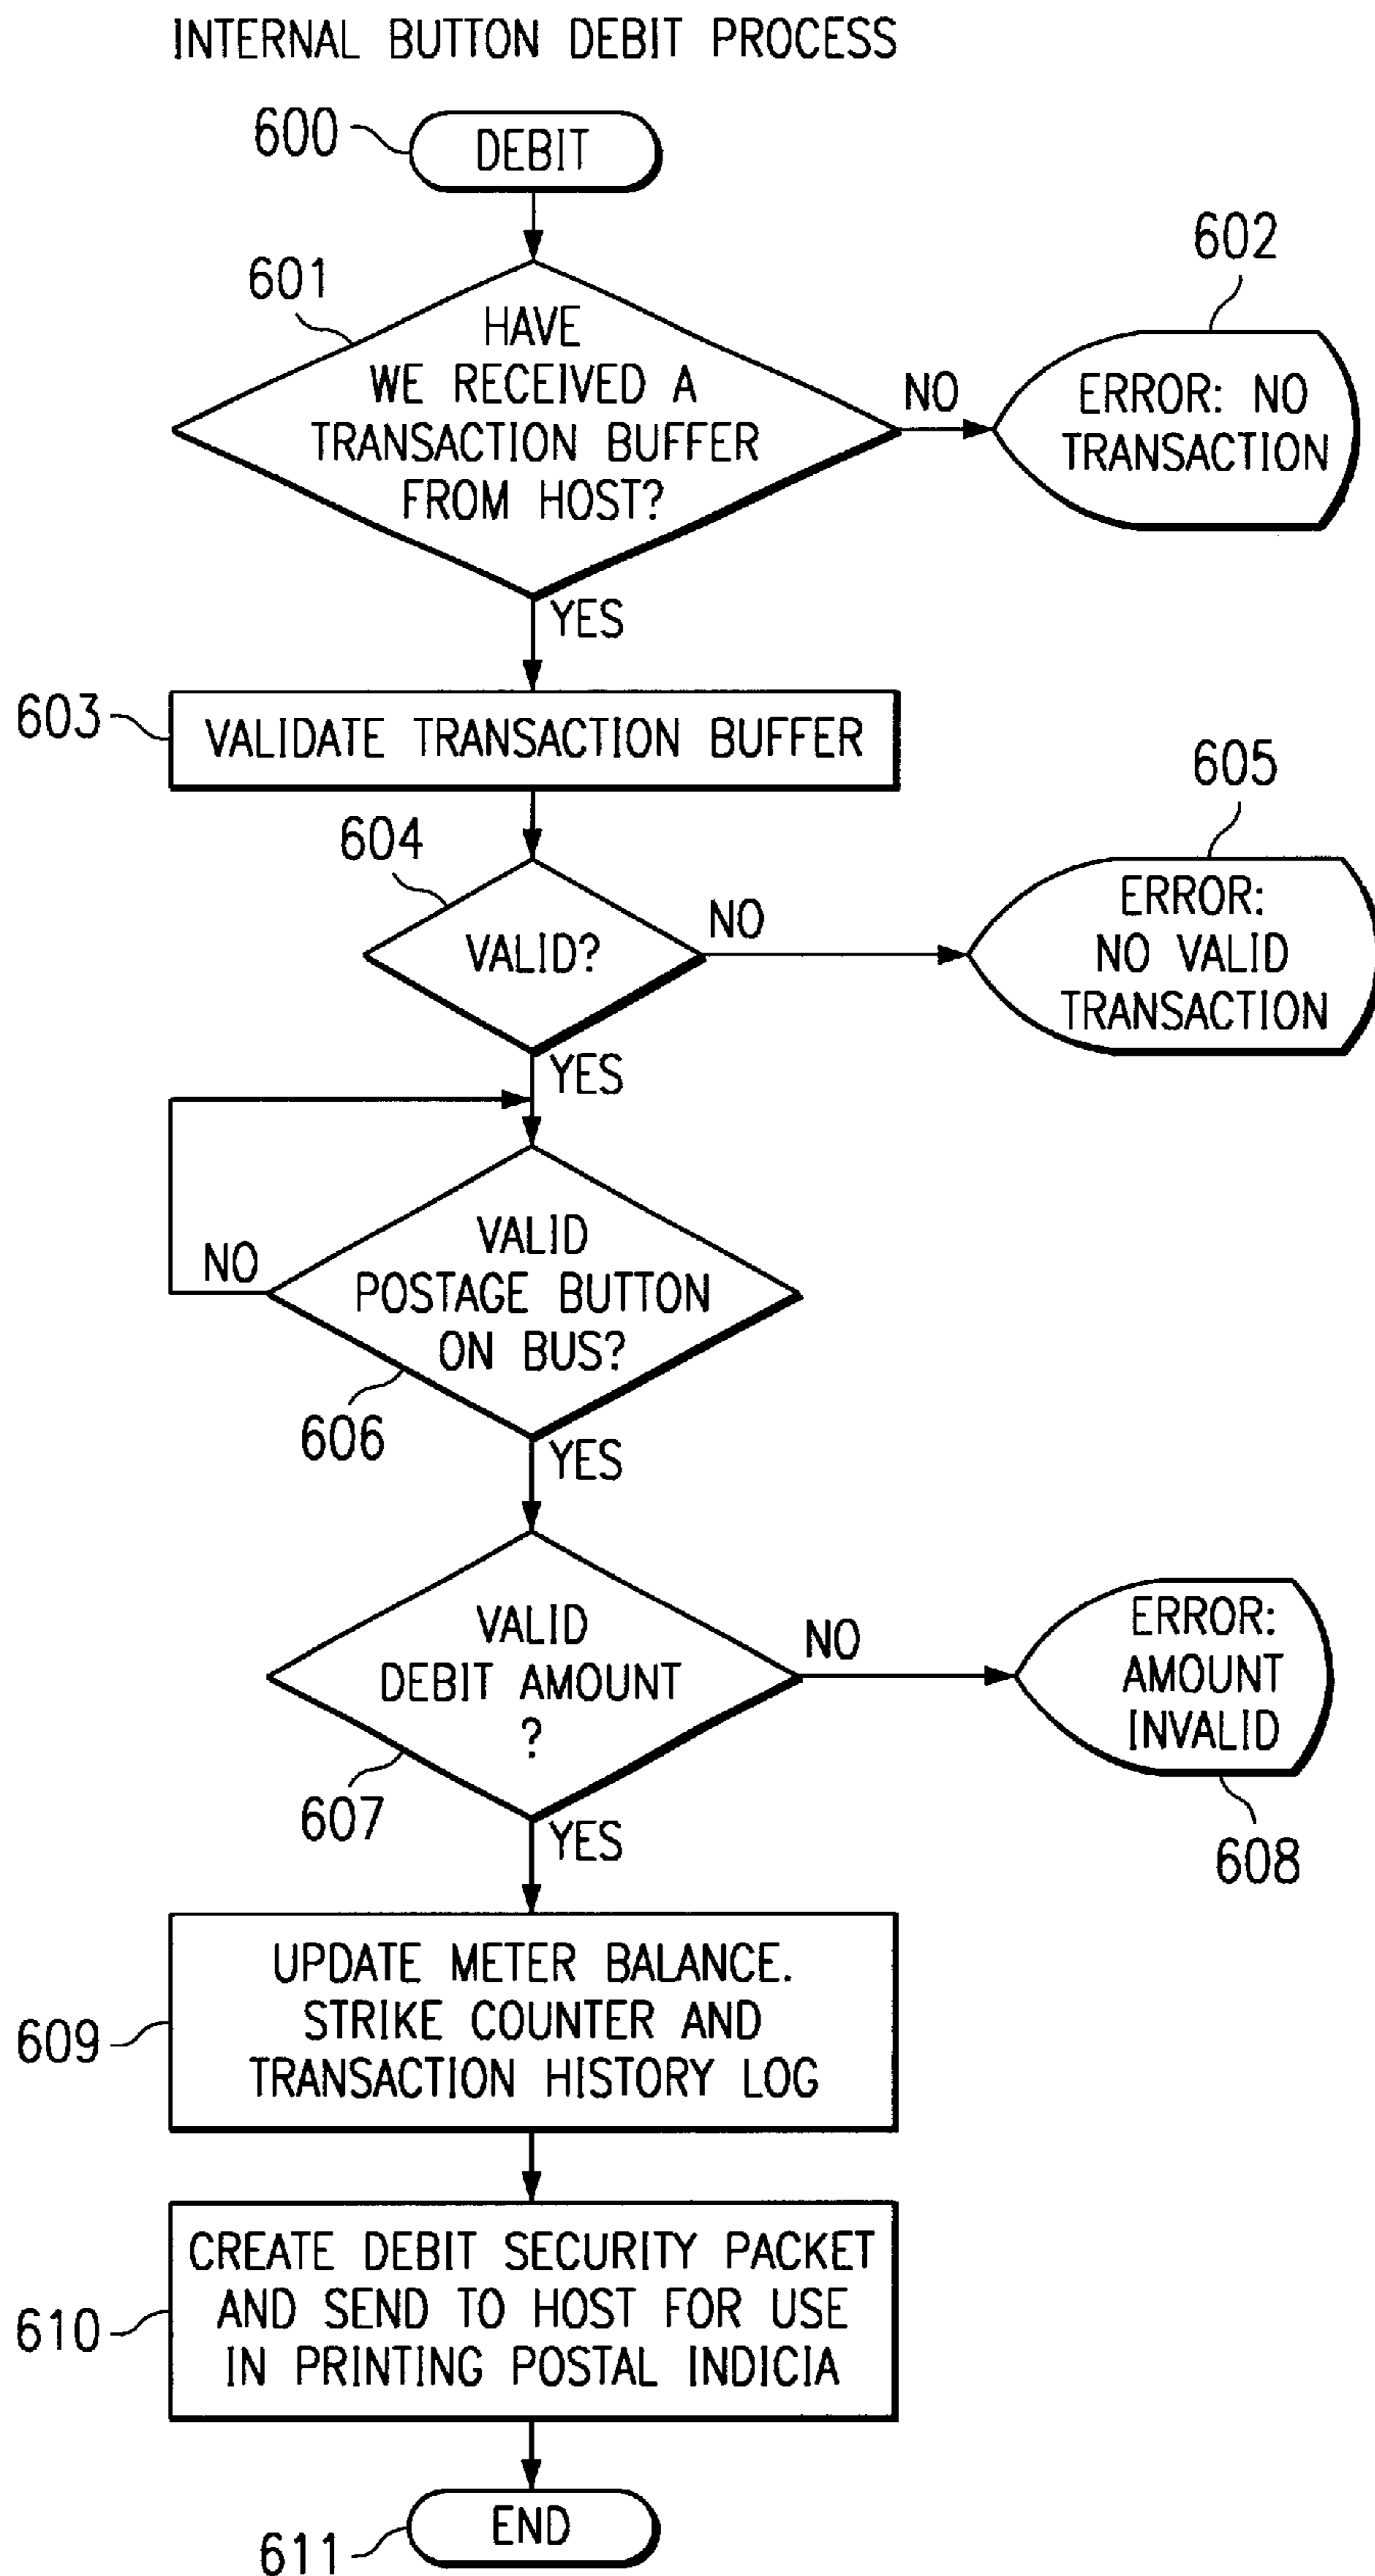 INTERNAL BUTTON DEBIT PROCESS
600
DEBIT
601
HAVE
WE RECEIVED A
TRANSACTION BUFFER
FROM HOST?
NO
602
ERROR: NO
TRANSACTION
YES
603
VALIDATE TRANSACTION BUFFER
604
VALID?
NO
605
ERROR:
NO VALID
TRANSACTION
YES
VALID
POSTAGE BUTTON
ON BUS?
NO
606
YES
VALID
DEBIT AMOUNT
?
NO
ERROR:
AMOUNT
INVALID
607
608
YES
609
UPDATE METER BALANCE.
STRIKE COUNTER AND
TRANSACTION HISTORY LOG
610
CREATE DEBIT SECURITY PACKET
AND SEND TO HOST FOR USE
IN PRINTING POSTAL INDICIA
611
END